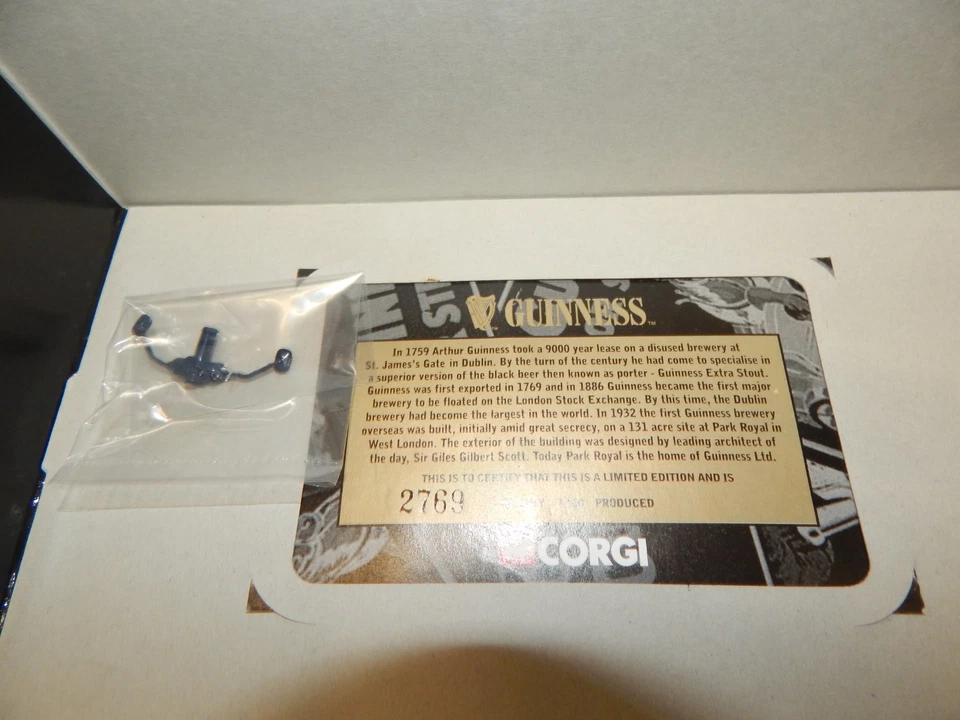 GUINNESS™
In 1759 Arthur Guinness took a 9000 year lease on a disused brewery at
St. James's Gate in Dublin. By the turn of the century he had come to specialise in
a superior version of the black beer then known as porter - Guinness Extra Stout.
Guinness was first exported in 1769 and in 1886 Guinness became the first major
brewery to be floated on the London Stock Exchange. By this time, the Dublin
brewery had become the largest in the world. In 1932 the first Guinness brewery
overseas was built, initially amid great secrecy, on a 131 acre site at Park Royal in
West London. The exterior of the building was designed by leading architect of
the day, Sir Giles Gilbert Scott. Today Park Royal is the home of Guinness Ltd.
THIS IS TO CERTIFY THAT THIS IS A LIMITED EDITION AND IS
2769 PRODUCED
CORGI